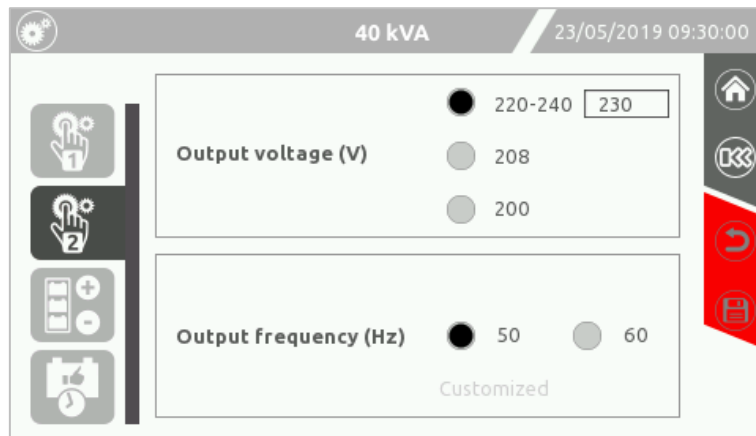 40 kVA 23/05/2019 09:30:00
1
2
220-240 230
Output voltage (V) 208
200
Output frequency (Hz) 50 60
Customized